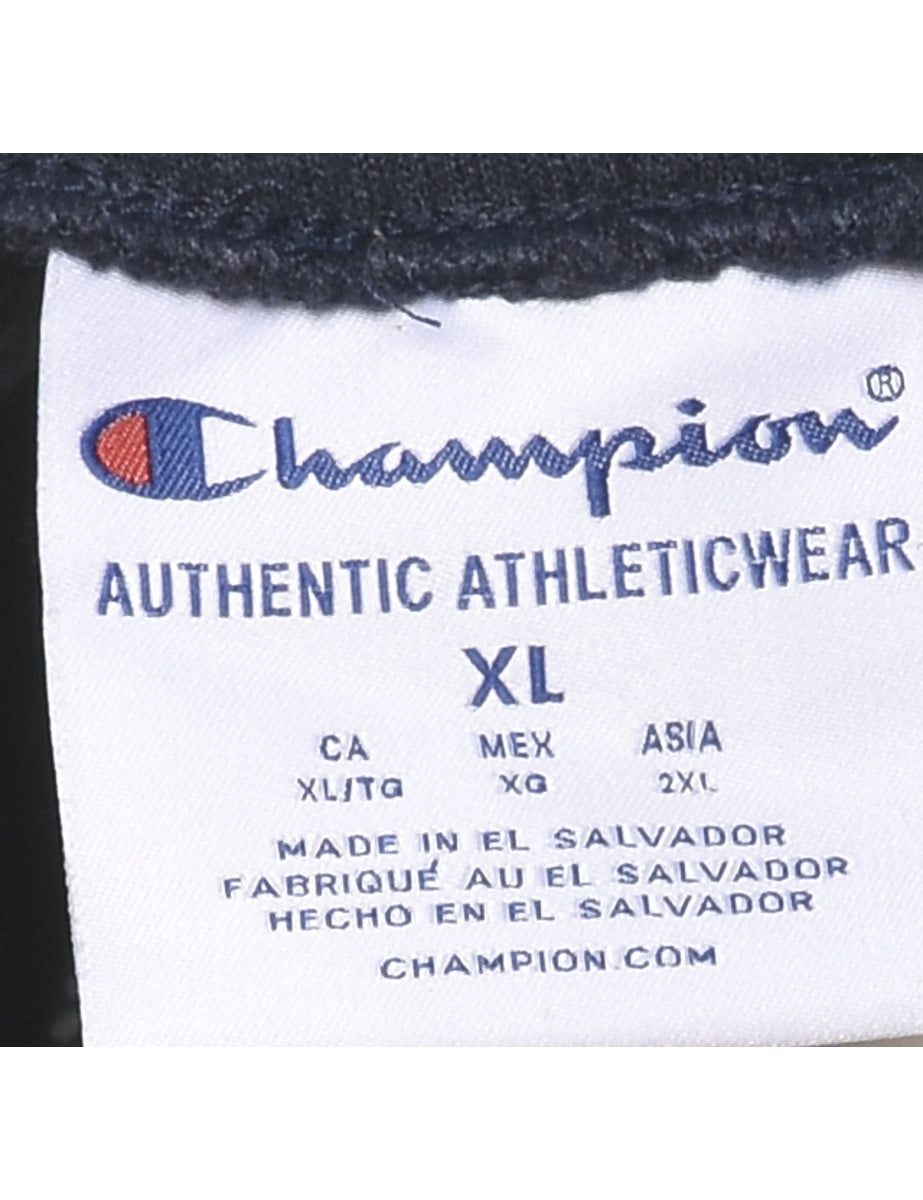 Champion®
AUTHENTIC ATHLETICWEAR
XL
CA MEX ASIA
XL/TG XG 2XL
MADE IN EL SALVADOR
FABRIQUÉ AU EL SALVADOR
HECHO EN EL SALVADOR
CHAMPION.COM